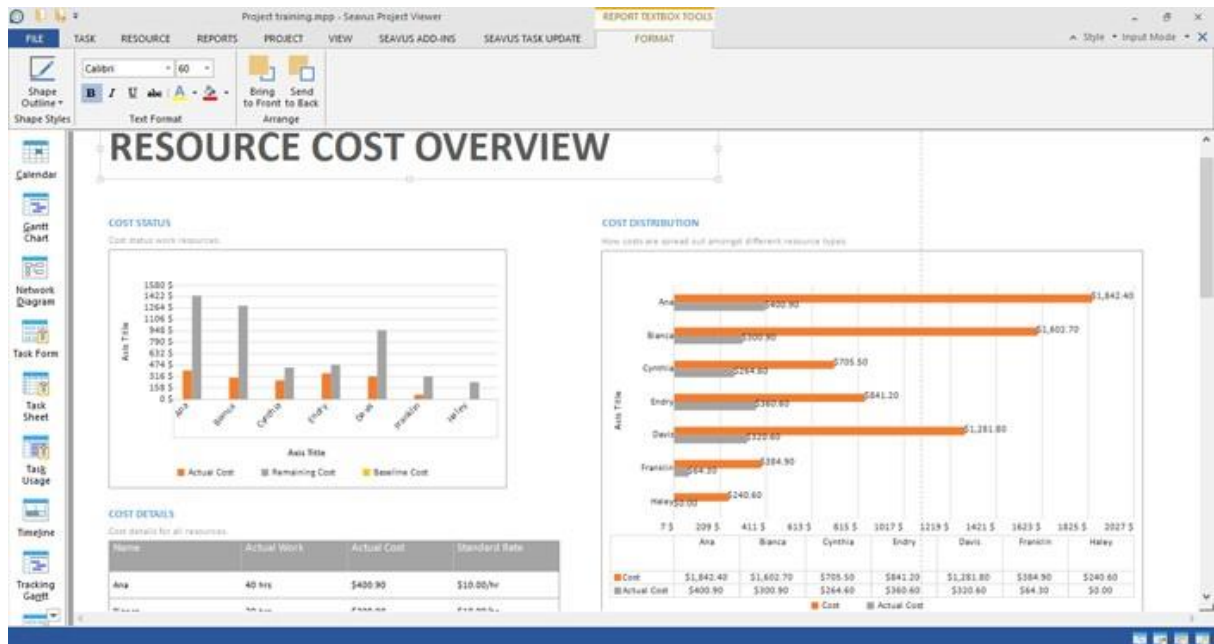 Project training.mpp - Seavus Project Viewer
REPORT TEXTBOX TOOLS
FILE TASK RESOURCE REPORTS PROJECT VIEW SEAVUS ADD-INS SEAVUS TASK UPDATE FORMAT Style Input Mode
Calibri 60
B I U abc A
Shape Outline
Bring to Front
Send to Back
Shape Styles Text Format Arrange
Calendar
Gantt Chart
Network Diagram
Task Form
Task Sheet
Task Usage
Timeline
Tracking Gantt
RESOURCE COST OVERVIEW
COST STATUS
Cost status work resources.
1580 $
1422 $
1264 $
1106 $
948 $
790 $
632 $
474 $
316 $
158 $
0 $
Axis Title
Ana Bianca Cynthia Endry Davis Franklin Haley
Axis Title
Actual Cost Remaining Cost Baseline Cost
COST DETAILS
Cost details for all resources.
Name Actual Work Actual Cost Standard Rate
Ana 40 hrs $400.90 $10.00/hr
COST DISTRIBUTION
How costs are spread out amongst different resource types
Axis Title
Ana $1,842.40 $400.90
Bianca $1,602.70 $300.90
Cynthia $705.50 $264.60
Endry $841.20 $360.60
Davis $1,281.80 $320.60
Franklin $384.90 $64.30
Haley $240.60 $0.00
7 $ 209 $ 411 $ 613 $ 815 $ 1017 $ 1219 $ 1421 $ 1623 $ 1825 $ 2027 $
Ana Bianca Cynthia Endry Davis Franklin Haley
Cost $1,842.40 $1,602.70 $705.50 $841.20 $1,281.80 $384.90 $240.60
Actual Cost $400.90 $300.90 $264.60 $360.60 $320.60 $64.30 $0.00
Cost Actual Cost